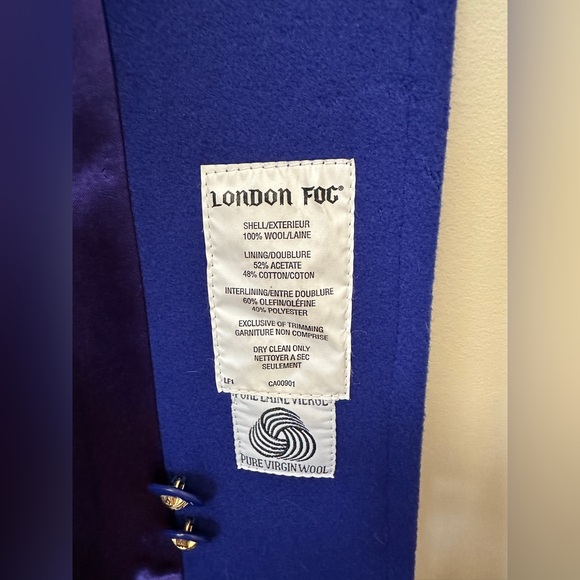 LONDON FOG®
SHELL/EXTERIEUR
100% WOOL/LAINE
LINING/DOUBLURE
52% ACETATE
48% COTTON/COTON
INTERLINING/ENTRE DOUBLURE
60% OLEFIN/OLÉFINE
40% POLYESTER
EXCLUSIVE OF TRIMMING
GARNITURE NON COMPRISE
DRY CLEAN ONLY
NETTOYER A SEC
SEULEMENT
LF1 CA00901
PURE LAINE VIERGE
PURE VIRGIN WOOL